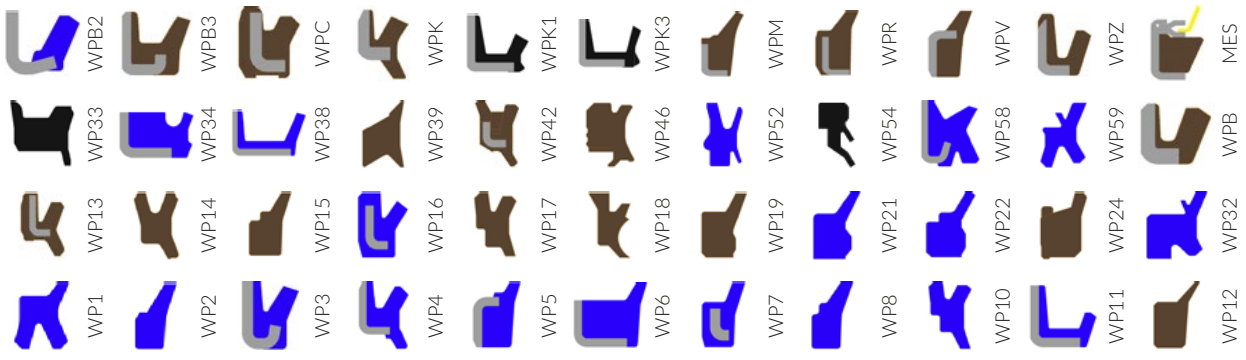 WPB2 WPB3 WPC WPK WPK1 WPK3 WPM WPR WPV WPZ MES
WP33 WP34 WP38 WP39 WP42 WP46 WP52 WP54 WP58 WP59 WPB
WP13 WP14 WP15 WP16 WP17 WP18 WP19 WP21 WP22 WP24 WP32
WP1 WP2 WP3 WP4 WP5 WP6 WP7 WP8 WP10 WP11 WP12